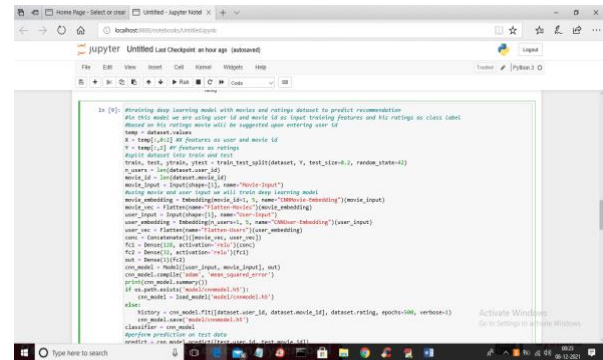 Home Page - Select or creat
Untitled - Jupyter Noteb
localhost:8888/notebooks/Untitled.ipynb
jupyter Untitled Last Checkpoint: an hour ago (autosaved)
Logout
File Edit View Insert Cell Kernel Widgets Help
Trusted Python 3
Run Code
In [9]: #training deep learning model with movies and ratings dataset to predict recommendation
#in this model we are using user id and movie id as input training features and his ratings as class label
#based on his ratings movie will be suggested upon entering user id
temp = dataset.values
X = temp[:,0:2] #X features as user and movie id
Y = temp[:,2] #Y features as ratings
#split dataset into train and test
train, test, ytrain, ytest = train_test_split(dataset, Y, test_size=0.2, random_state=42)
n_users = len(dataset.user_id)
movie_id = len(dataset.movie_id)
movie_input = Input(shape=[1], name="Movie-Input")
#using movie and user input we will train deep learning model
movie_embedding = Embedding(movie_id+1, 5, name="CNNMovie-Embedding")(movie_input)
movie_vec = Flatten(name="Flatten-Movies")(movie_embedding)
user_input = Input(shape=[1], name="User-Input")
user_embedding = Embedding(n_users+1, 5, name="CNNUser-Embedding")(user_input)
user_vec = Flatten(name="Flatten-Users")(user_embedding)
conc = Concatenate()([movie_vec, user_vec])
fc1 = Dense(128, activation='relu')(conc)
fc2 = Dense(32, activation='relu')(fc1)
out = Dense(1)(fc2)
cnn_model = Model([user_input, movie_input], out)
cnn_model.compile('adam', 'mean_squared_error')
print(cnn_model.summary())
if os.path.exists('model/cnnmodel.h5'):
cnn_model = load_model('model/cnnmodel.h5')
else:
history = cnn_model.fit([dataset.user_id, dataset.movie_id], dataset.rating, epochs=500, verbose=1)
cnn_model.save('model/cnnmodel.h5')
classifier = cnn_model
#perform prediction on test data
predict = cnn_model.predict([test.user_id, test.movie_id])
Activate Windows
Go to Settings to activate Windows.
Type here to search
08-12-2021